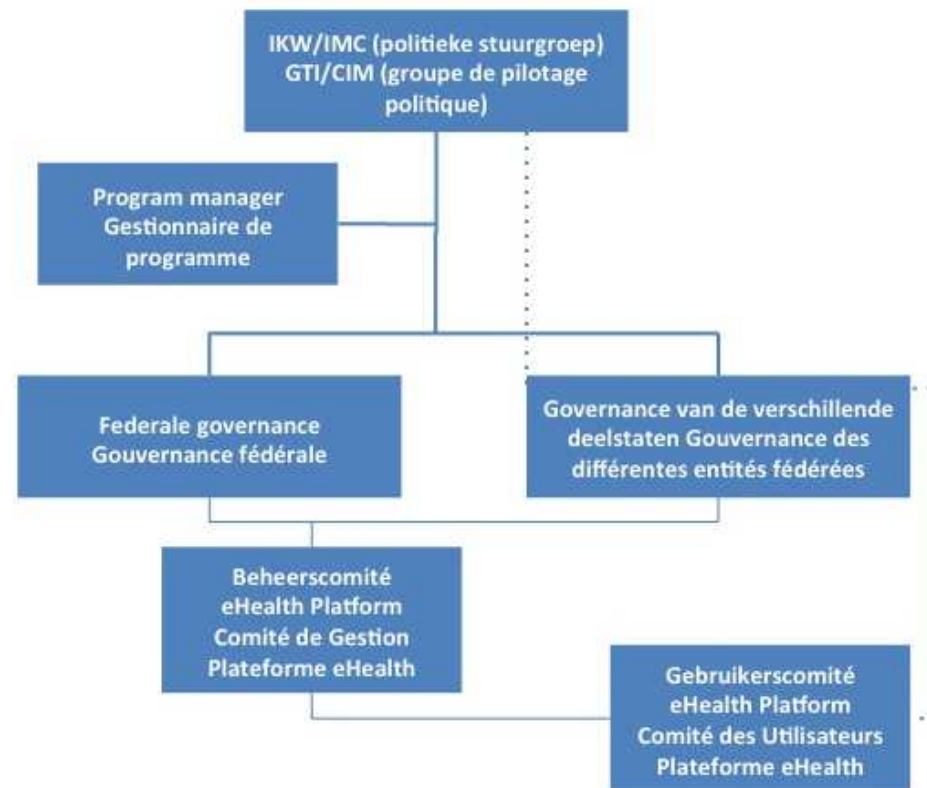 IKW/IMC (politieke stuurgroep)
GTI/CIM (groupe de pilotage
politique)
Program manager
Gestionnaire de
programme
Federale governance
Gouvernance fédérale
Governance van de verschillende
deelstaten Gouvernance des
différentes entités fédérées
Beheerscomité
eHealth Platform
Comité de Gestion
Plateforme eHealth
Gebruikerscomité
eHealth Platform
Comité des Utilisateurs
Plateforme eHealth